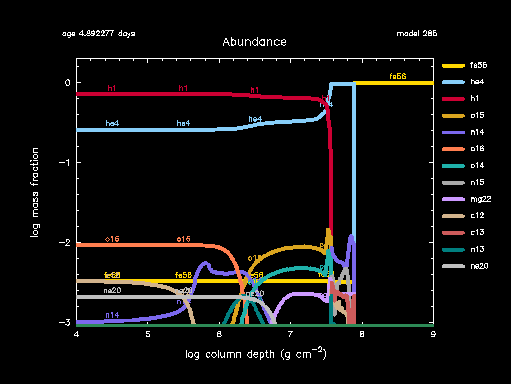 age 4.892277 days
model 285
Abundance
fe56
he4
h1
o15
n14
o16
o14
n15
mg22
c12
c13
n13
ne20
h1 h1 h1
fe56
he4 he4 he4
o16 o16
fe56 fe56
ne20
n14
0
−1
−2
−3
4 5 6 7 8 9
log mass fraction
log column depth (g cm−2)